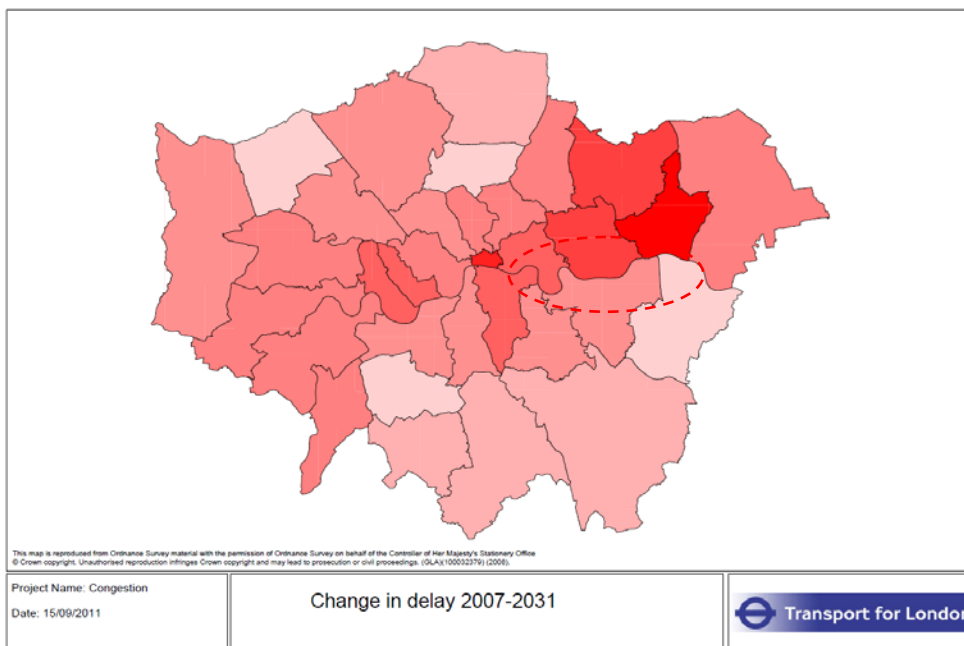 This map is reproduced from Ordnance Survey material with the permission of Ordnance Survey on behalf of the Controller of Her Majesty's Stationery Office
© Crown copyright. Unauthorised reproduction infringes Crown copyright and may lead to prosecution or civil proceedings. (GLA)(100032379) (2008).
Project Name: Congestion
Date: 15/09/2011
Change in delay 2007-2031
Transport for London